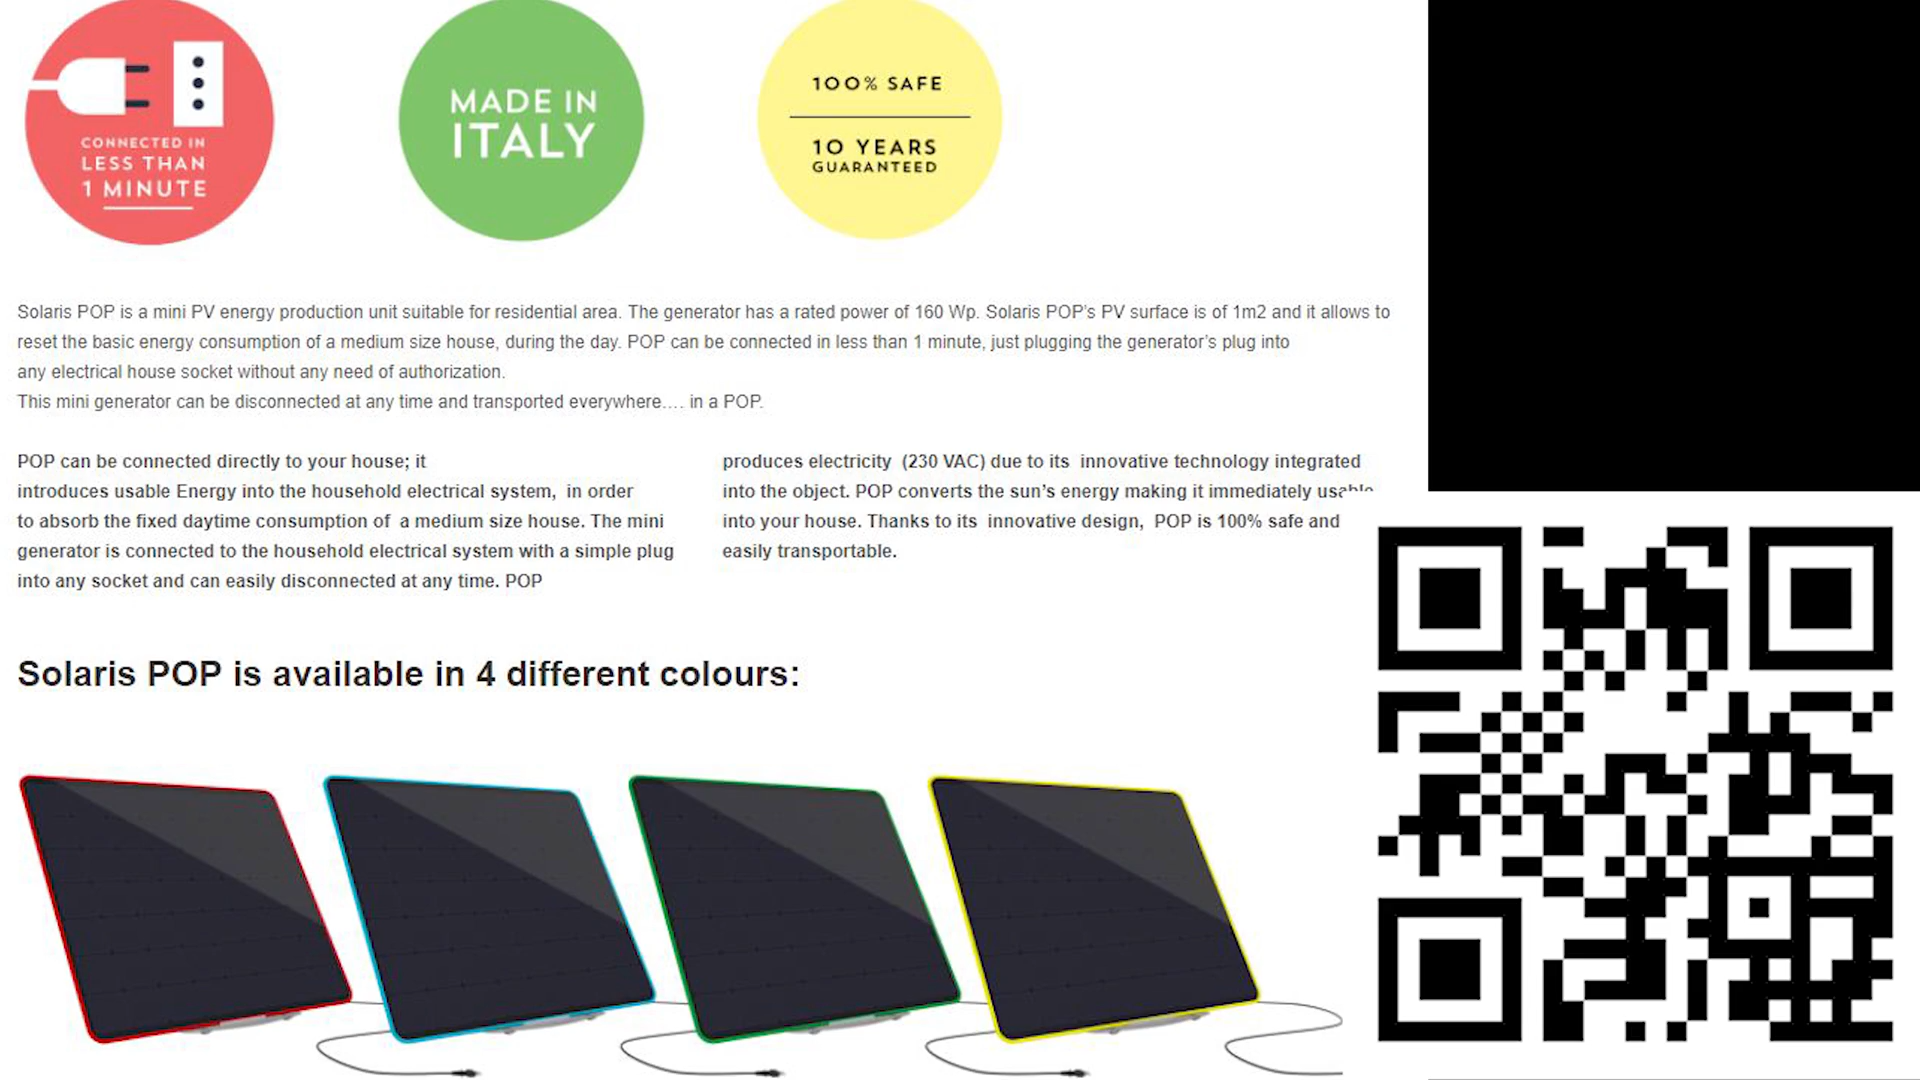 CONNECTED IN
LESS THAN
1 MINUTE
MADE IN
ITALY
100% SAFE
10 YEARS
GUARANTEED
Solaris POP is a mini PV energy production unit suitable for residential area. The generator has a rated power of 160 Wp. Solaris POP's PV surface is of 1m2 and it allows to
reset the basic energy consumption of a medium size house, during the day. POP can be connected in less than 1 minute, just plugging the generator's plug into
any electrical house socket without any need of authorization.
This mini generator can be disconnected at any time and transported everywhere.... in a POP.
POP can be connected directly to your house; it
introduces usable Energy into the household electrical system, in order
to absorb the fixed daytime consumption of a medium size house. The mini
generator is connected to the household electrical system with a simple plug
into any socket and can easily disconnected at any time. POP
produces electricity (230 VAC) due to its innovative technology integrated
into the object. POP converts the sun's energy making it immediately usable
into your house. Thanks to its innovative design, POP is 100% safe and
easily transportable.
Solaris POP is available in 4 different colours: